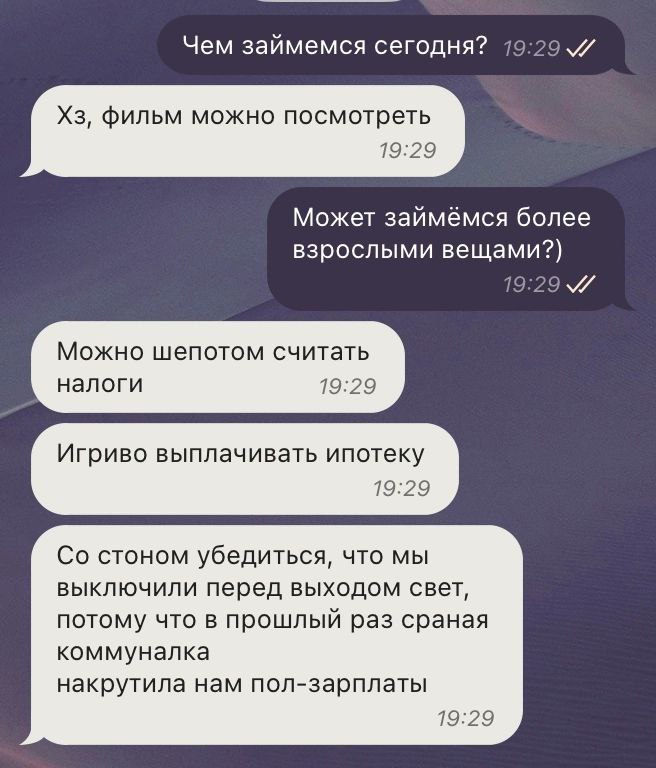 Чем займемся сегодня? 19:29
Хз, фильм можно посмотреть
19:29
Может займёмся более
взрослыми вещами?)
19:29
Можно шепотом считать
налоги 19:29
Игриво выплачивать ипотеку
19:29
Со стоном убедиться, что мы
выключили перед выходом свет,
потому что в прошлый раз сраная
коммуналка
накрутила нам пол-зарплаты
19:29